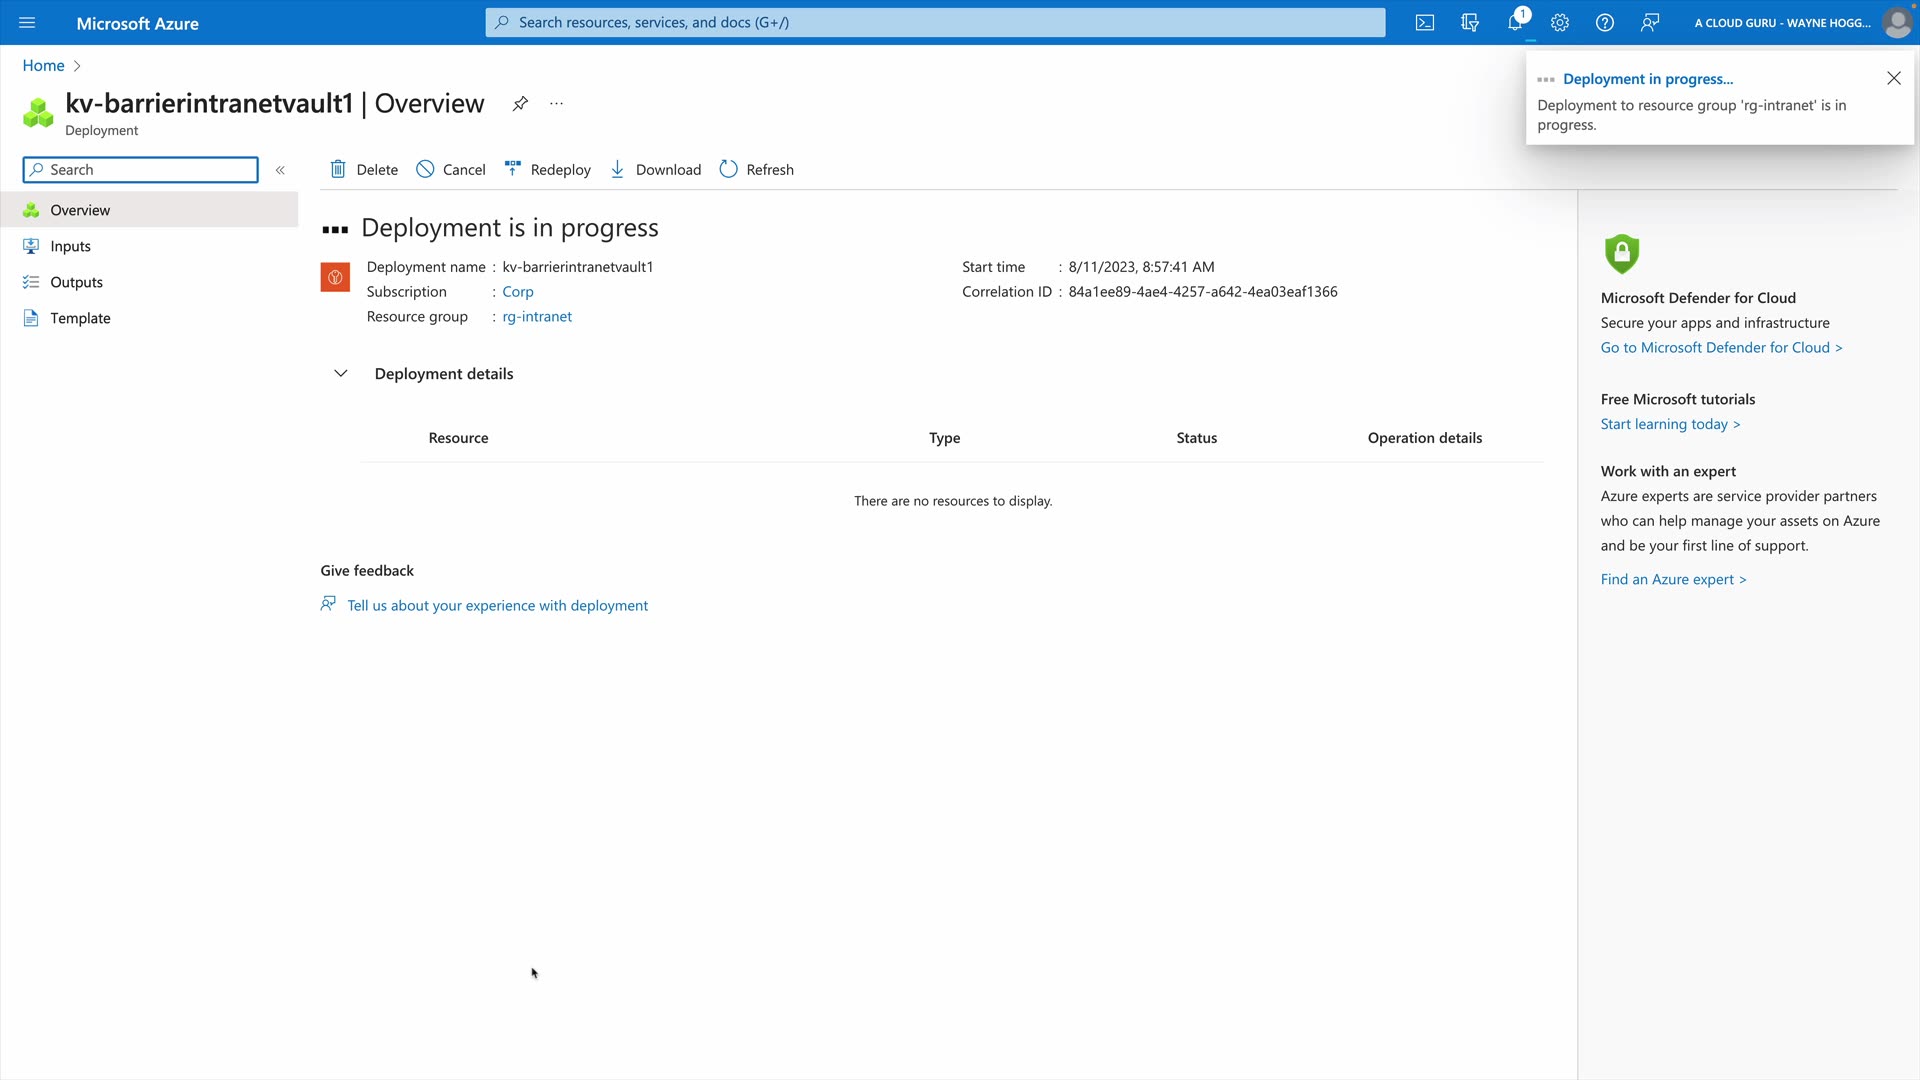 Microsoft Azure
Search resources, services, and docs (G+/)
1
A CLOUD GURU - WAYNE HOGG...
Home
Deployment in progress...
Deployment to resource group 'rg-intranet' is in
progress.
kv-barrierintranetvault1 | Overview
Deployment
Search
Delete
Cancel
Redeploy
Download
Refresh
Overview
Inputs
Outputs
Template
Deployment is in progress
Deployment name : kv-barrierintranetvault1
Subscription : Corp
Resource group : rg-intranet
Start time : 8/11/2023, 8:57:41 AM
Correlation ID : 84a1ee89-4ae4-4257-a642-4ea03eaf1366
Deployment details
Resource Type Status Operation details
There are no resources to display.
Give feedback
Tell us about your experience with deployment
Microsoft Defender for Cloud
Secure your apps and infrastructure
Go to Microsoft Defender for Cloud >
Free Microsoft tutorials
Start learning today >
Work with an expert
Azure experts are service provider partners
who can help manage your assets on Azure
and be your first line of support.
Find an Azure expert >